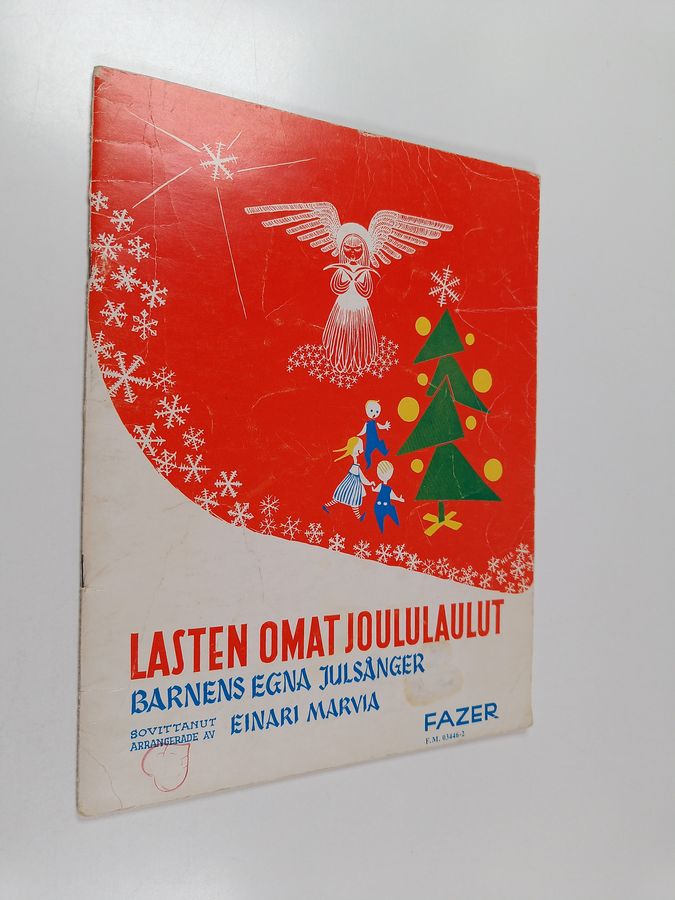 LASTEN OMAT JOULULAULUT
BARNENS EGNA JULSÅNGER
SOVITTANUT
ARRANGERADE AV
EINARI MARVIA
FAZER
F.M. 03446-2